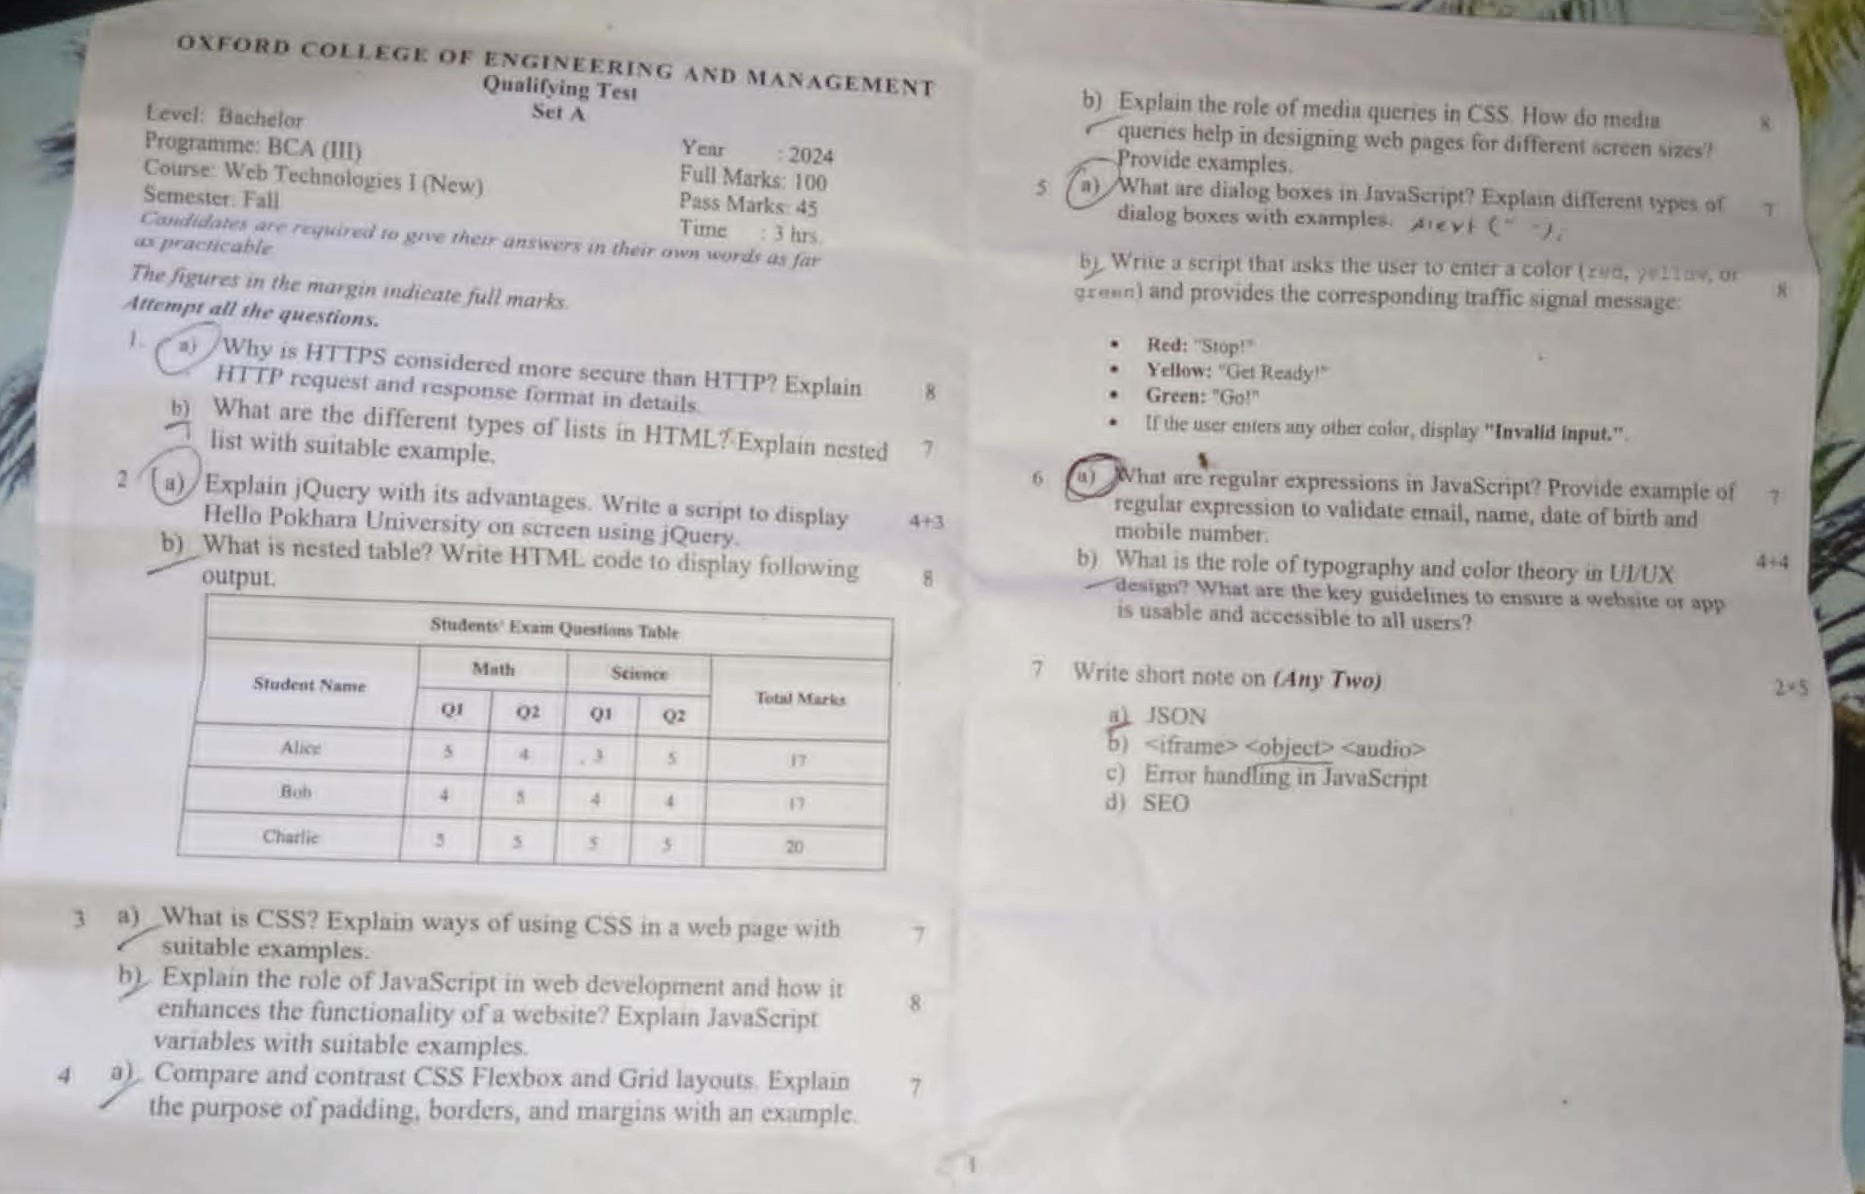 OXFORD COLLEGE OF ENGINEERING AND MANAGEMENT
Qualifying Test
Set A
Level: Bachelor
Programme: BCA (III)
Course: Web Technologies I (New)
Semester: Fall
Year : 2024
Full Marks: 100
Pass Marks: 45
Time : 3 hrs.
Candidates are required to give their answers in their own words as far
as practicable
The figures in the margin indicate full marks.
Attempt all the questions.
1. a) Why is HTTPS considered more secure than HTTP? Explain
HTTP request and response format in details. 8
b) What are the different types of lists in HTML? Explain nested 7
list with suitable example.
2 a) Explain jQuery with its advantages. Write a script to display 4+3
Hello Pokhara University on screen using jQuery.
b) What is nested table? Write HTML code to display following 8
output.
Students' Exam Questions Table
Student Name Math Science Total Marks
Q1 Q2 Q1 Q2
Alice 5 4 3 5 17
Bob 4 5 4 4 17
Charlie 5 5 5 5 20
3 a) What is CSS? Explain ways of using CSS in a web page with 7
suitable examples.
b) Explain the role of JavaScript in web development and how it 8
enhances the functionality of a website? Explain JavaScript
variables with suitable examples.
4 a) Compare and contrast CSS Flexbox and Grid layouts. Explain 7
the purpose of padding, borders, and margins with an example.
1
b) Explain the role of media queries in CSS. How do media 8
queries help in designing web pages for different screen sizes?
Provide examples.
5 a) What are dialog boxes in JavaScript? Explain different types of 7
dialog boxes with examples. Alert (" ");
b) Write a script that asks the user to enter a color (red, yellow, or 8
green) and provides the corresponding traffic signal message:
• Red: "Stop!"
• Yellow: "Get Ready!"
• Green: "Go!"
• If the user enters any other color, display "Invalid input.".
6 a) What are regular expressions in JavaScript? Provide example of 7
regular expression to validate email, name, date of birth and
mobile number.
b) What is the role of typography and color theory in UI/UX 4+4
design? What are the key guidelines to ensure a website or app
is usable and accessible to all users?
7 Write short note on (Any Two) 2×5
a) JSON
b) <iframe> <object> <audio>
c) Error handling in JavaScript
d) SEO